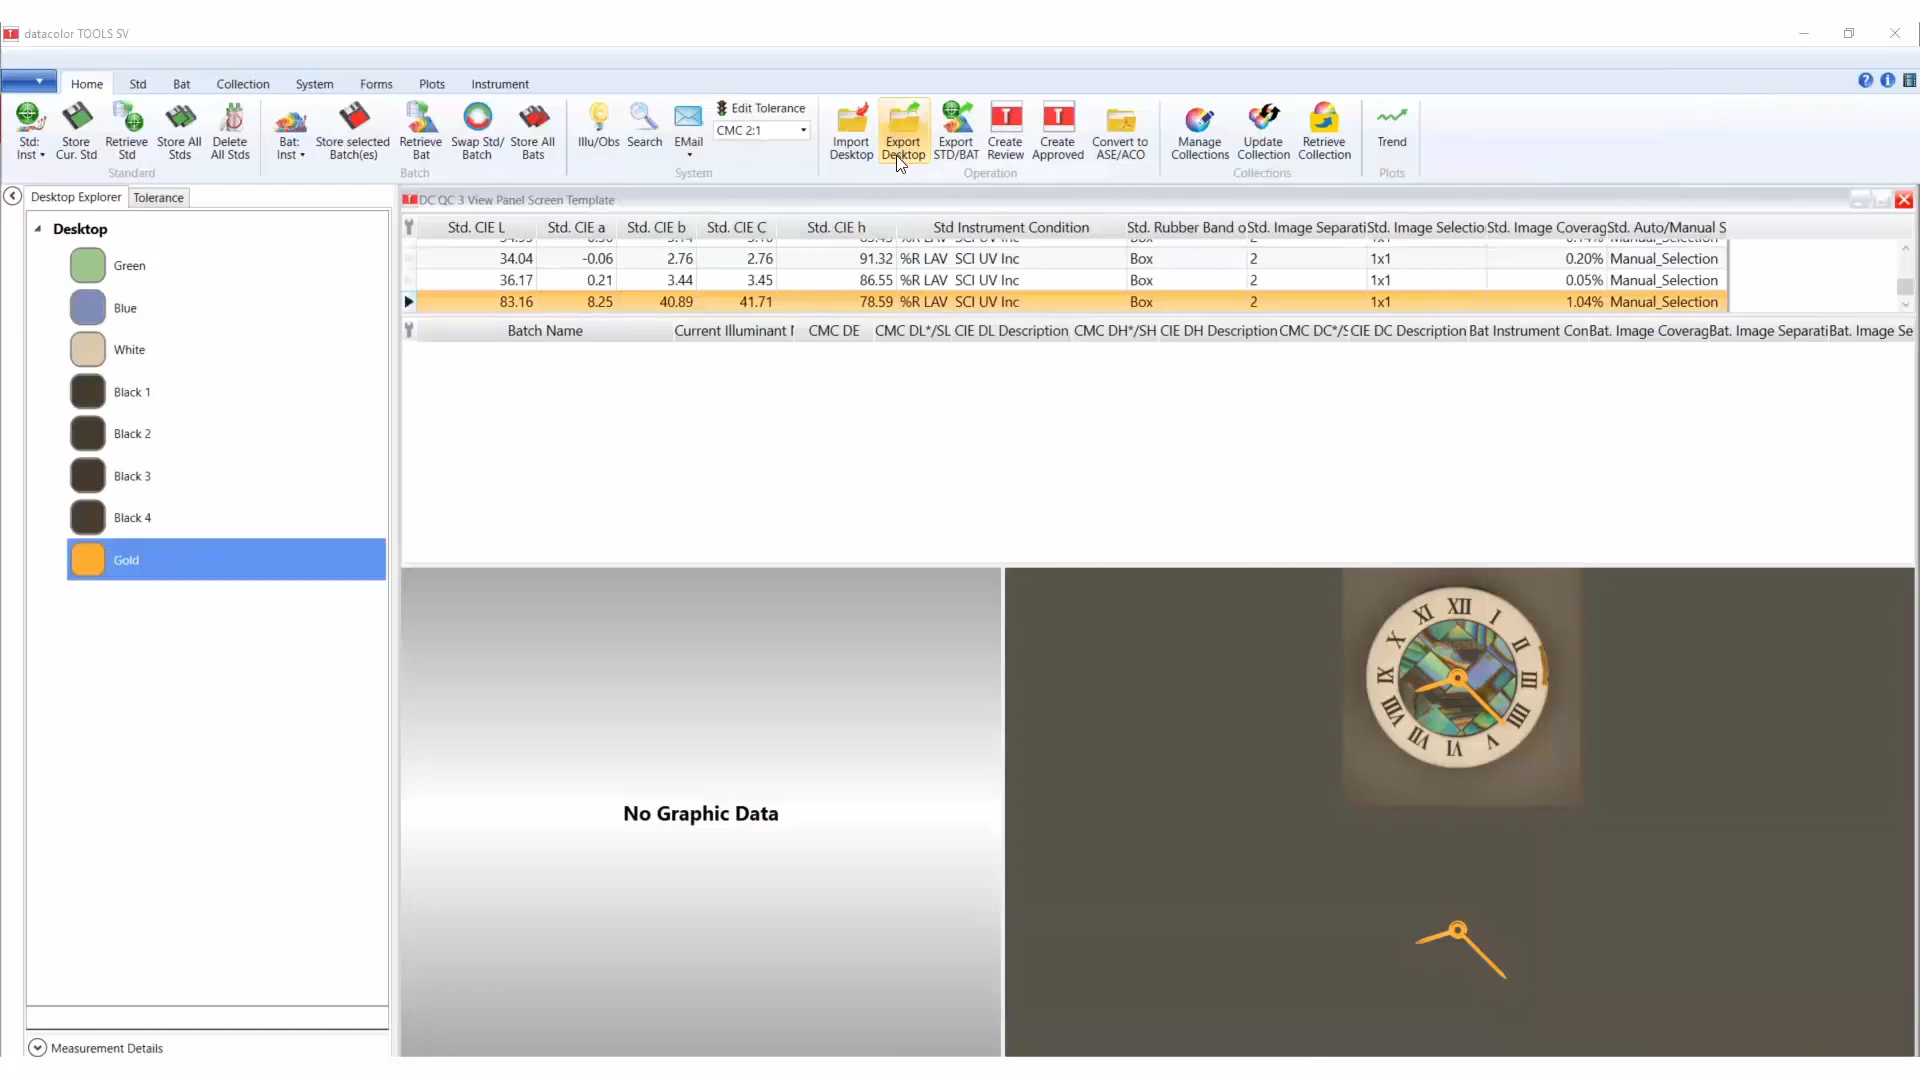 datacolor TOOLS SV
Home Std Bat Collection System Forms Plots Instrument
Std: Inst
Store Cur. Std
Retrieve Std
Store All Stds
Delete All Stds
Standard
Bat: Inst
Store selected Batch(es)
Retrieve Bat
Swap Std/ Batch
Store All Bats
Batch
Illu/Obs
Search
EMail
Edit Tolerance
CMC 2:1
System
Import Desktop
Export Desktop
Export STD/BAT
Create Review
Create Approved
Convert to ASE/ACO
Operation
Manage Collections
Update Collection
Retrieve Collection
Collections
Trend
Plots
Desktop Explorer Tolerance
Desktop
Green
Blue
White
Black 1
Black 2
Black 3
Black 4
Gold
Measurement Details
DC QC 3 View Panel Screen Template
Std. CIE L Std. CIE a Std. CIE b Std. CIE C Std. CIE h Std Instrument Condition Std. Rubber Band o Std. Image Separati Std. Image Selectio Std. Image Coverag Std. Auto/Manual S
34.04 -0.06 2.76 2.76 91.32 %R LAV SCI UV Inc Box 2 1x1 0.20% Manual_Selection
36.17 0.21 3.44 3.45 86.55 %R LAV SCI UV Inc Box 2 1x1 0.05% Manual_Selection
83.16 8.25 40.89 41.71 78.59 %R LAV SCI UV Inc Box 2 1x1 1.04% Manual_Selection
Batch Name Current Illuminant CMC DE CMC DL*/SL CIE DL Description CMC DH*/SH CIE DH Description CMC DC*/S CIE DC Description Bat Instrument Con Bat. Image Coverag Bat. Image Separati Bat. Image Se
No Graphic Data
XII I II III IIII V VI VII VIII IX X XI